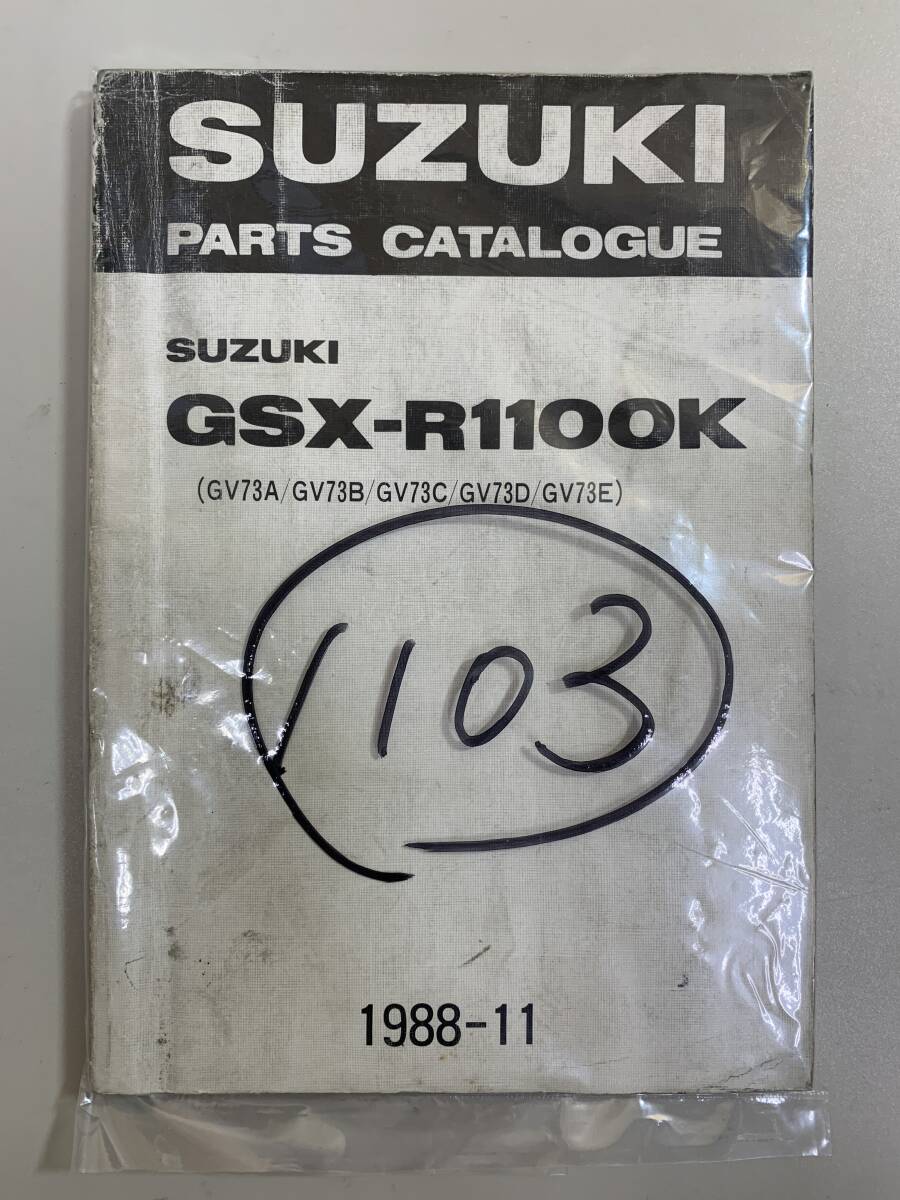 SUZUKI
PARTS CATALOGUE
SUZUKI
GSX-R1100K
(GV73A/GV73B/GV73C/GV73D/GV73E)
1103
1988-11